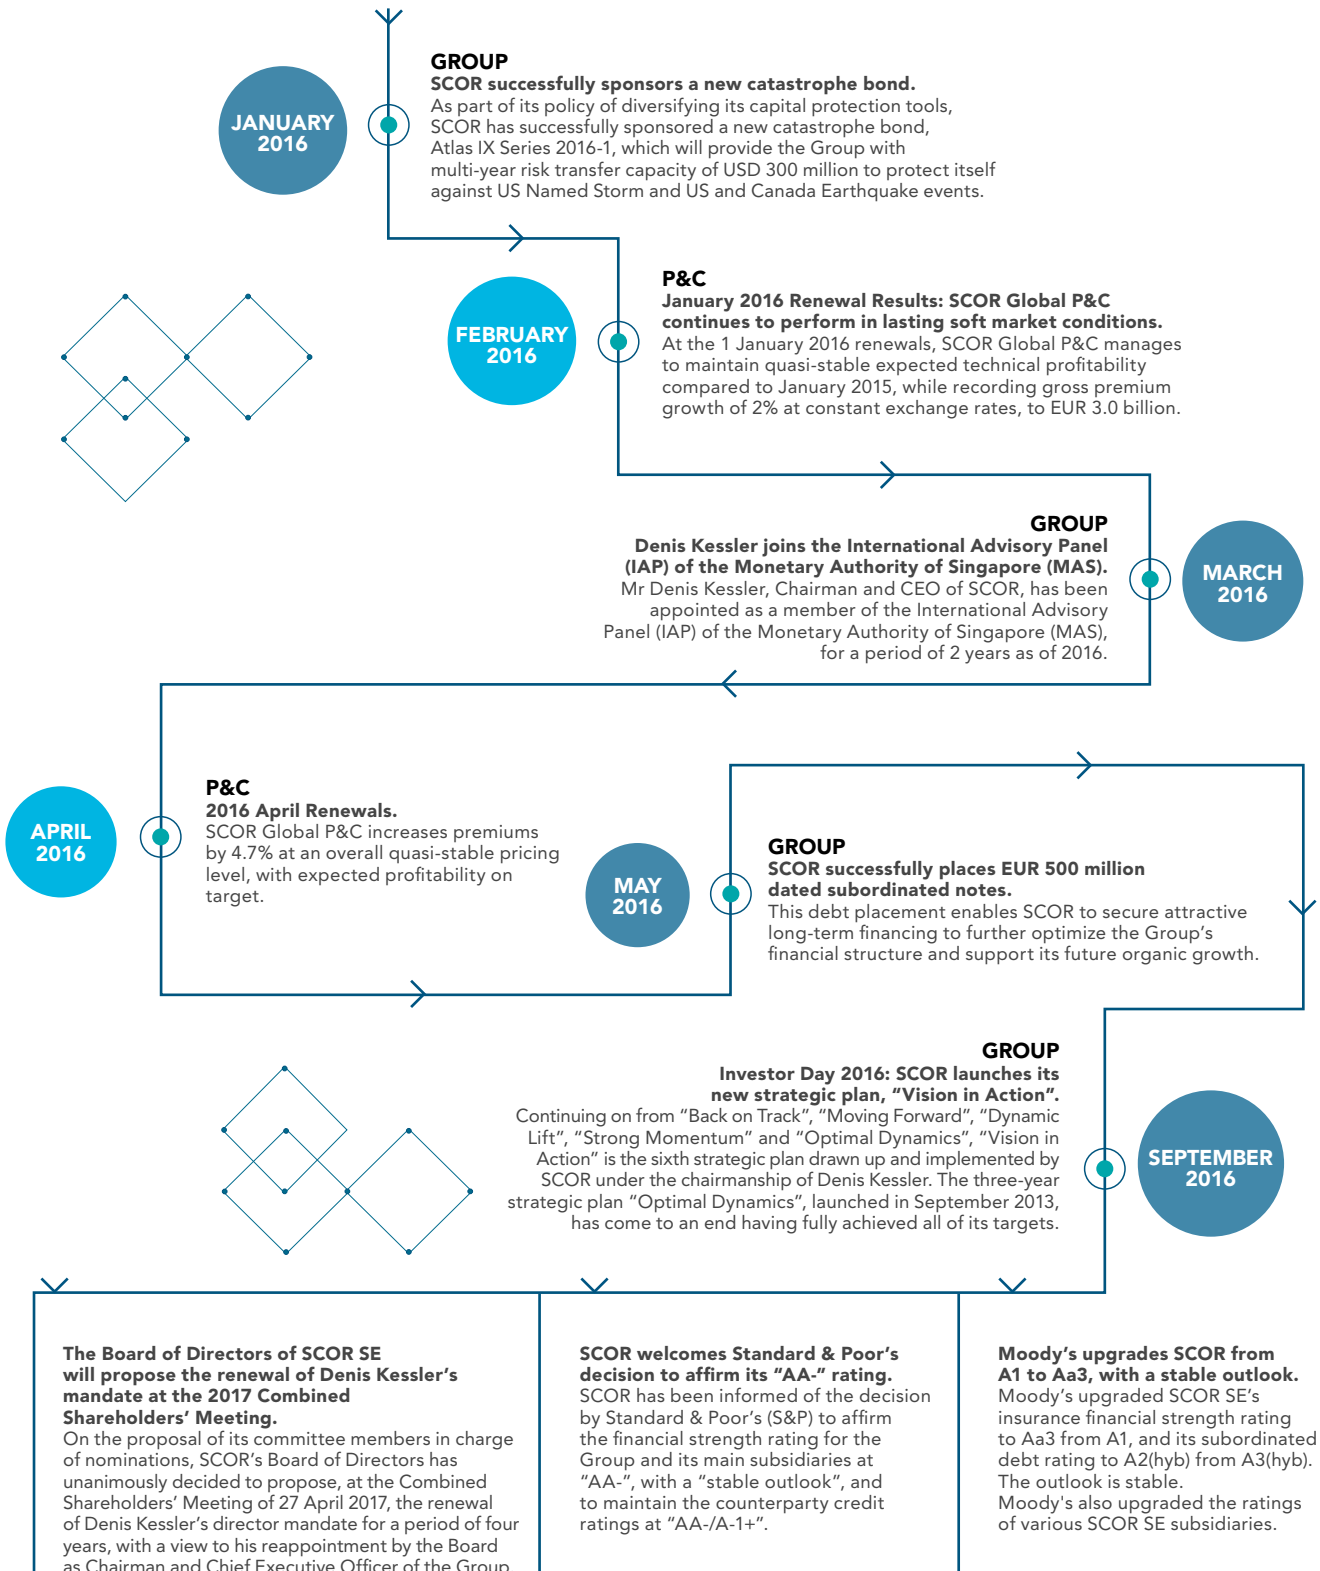 JANUARY
2016
GROUP
SCOR successfully sponsors a new catastrophe bond.
As part of its policy of diversifying its capital protection tools,
SCOR has successfully sponsored a new catastrophe bond,
Atlas IX Series 2016-1, which will provide the Group with
multi-year risk transfer capacity of USD 300 million to protect itself
against US Named Storm and US and Canada Earthquake events.
FEBRUARY
2016
P&C
January 2016 Renewal Results: SCOR Global P&C
continues to perform in lasting soft market conditions.
At the 1 January 2016 renewals, SCOR Global P&C manages
to maintain quasi-stable expected technical profitability
compared to January 2015, while recording gross premium
growth of 2% at constant exchange rates, to EUR 3.0 billion.
GROUP
Denis Kessler joins the International Advisory Panel
(IAP) of the Monetary Authority of Singapore (MAS).
Mr Denis Kessler, Chairman and CEO of SCOR, has been
appointed as a member of the International Advisory
Panel (IAP) of the Monetary Authority of Singapore (MAS),
for a period of 2 years as of 2016.
MARCH
2016
APRIL
2016
P&C
2016 April Renewals.
SCOR Global P&C increases premiums
by 4.7% at an overall quasi-stable pricing
level, with expected profitability on
target.
MAY
2016
GROUP
SCOR successfully places EUR 500 million
dated subordinated notes.
This debt placement enables SCOR to secure attractive
long-term financing to further optimize the Group's
financial structure and support its future organic growth.
GROUP
Investor Day 2016: SCOR launches its
new strategic plan, “Vision in Action”.
Continuing on from “Back on Track”, “Moving Forward”, “Dynamic
Lift”, “Strong Momentum” and “Optimal Dynamics”, “Vision in
Action” is the sixth strategic plan drawn up and implemented by
SCOR under the chairmanship of Denis Kessler. The three-year
strategic plan “Optimal Dynamics”, launched in September 2013,
has come to an end having fully achieved all of its targets.
SEPTEMBER
2016
The Board of Directors of SCOR SE
will propose the renewal of Denis Kessler's
mandate at the 2017 Combined
Shareholders' Meeting.
On the proposal of its committee members in charge
of nominations, SCOR's Board of Directors has
unanimously decided to propose, at the Combined
Shareholders' Meeting of 27 April 2017, the renewal
of Denis Kessler's director mandate for a period of four
years, with a view to his reappointment by the Board
as Chairman and Chief Executive Officer of the Group
SCOR welcomes Standard & Poor's
decision to affirm its “AA-” rating.
SCOR has been informed of the decision
by Standard & Poor's (S&P) to affirm
the financial strength rating for the
Group and its main subsidiaries at
“AA-”, with a “stable outlook”, and
to maintain the counterparty credit
ratings at “AA-/A-1+”.
Moody's upgrades SCOR from
A1 to Aa3, with a stable outlook.
Moody's upgraded SCOR SE's
insurance financial strength rating
to Aa3 from A1, and its subordinated
debt rating to A2(hyb) from A3(hyb).
The outlook is stable.
Moody's also upgraded the ratings
of various SCOR SE subsidiaries.